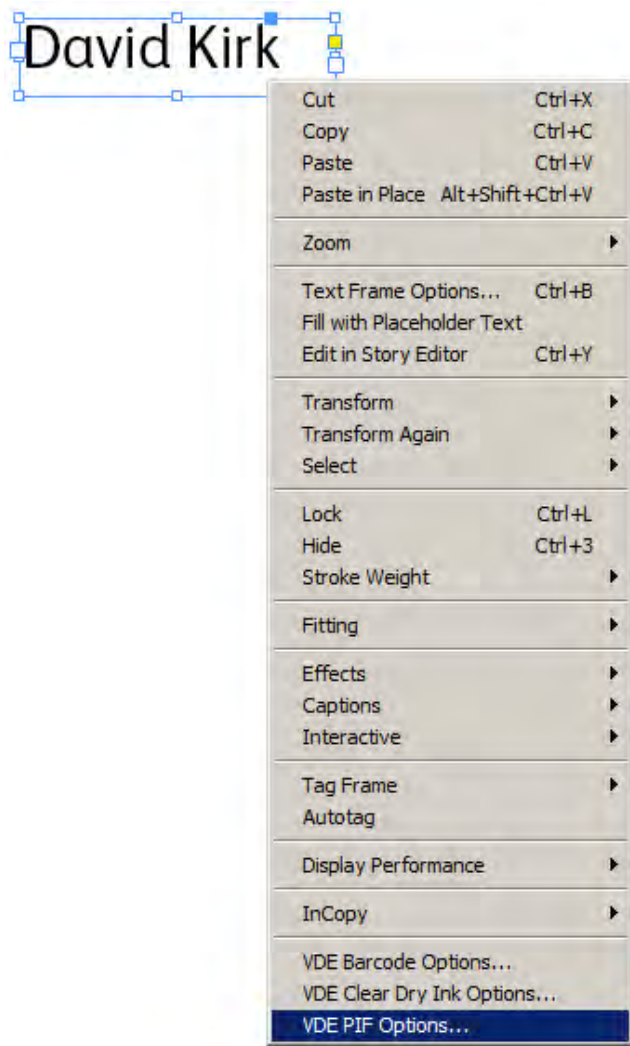 David Kirk
Cut Ctrl+X
Copy Ctrl+C
Paste Ctrl+V
Paste in Place Alt+Shift+Ctrl+V
Zoom
Text Frame Options... Ctrl+B
Fill with Placeholder Text
Edit in Story Editor Ctrl+Y
Transform
Transform Again
Select
Lock Ctrl+L
Hide Ctrl+3
Stroke Weight
Fitting
Effects
Captions
Interactive
Tag Frame
Autotag
Display Performance
InCopy
VDE Barcode Options...
VDE Clear Dry Ink Options...
VDE PIF Options...